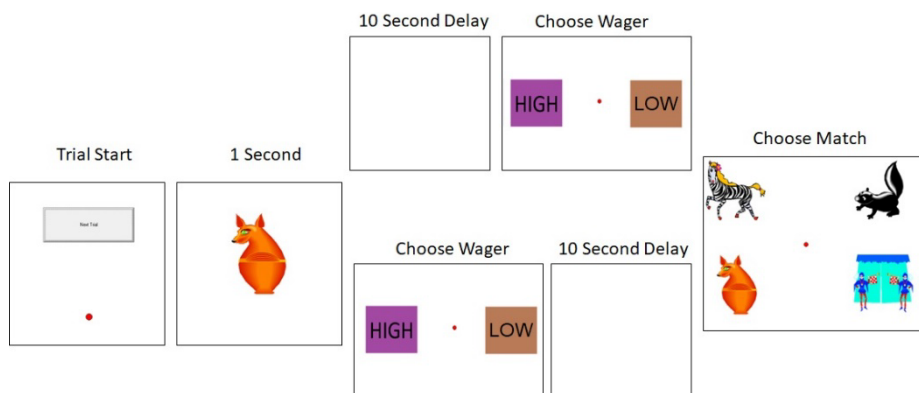 10 Second Delay
Choose Wager
HIGH
LOW
Trial Start
1 Second
Choose Match
Next Trial
Choose Wager
10 Second Delay
HIGH
LOW